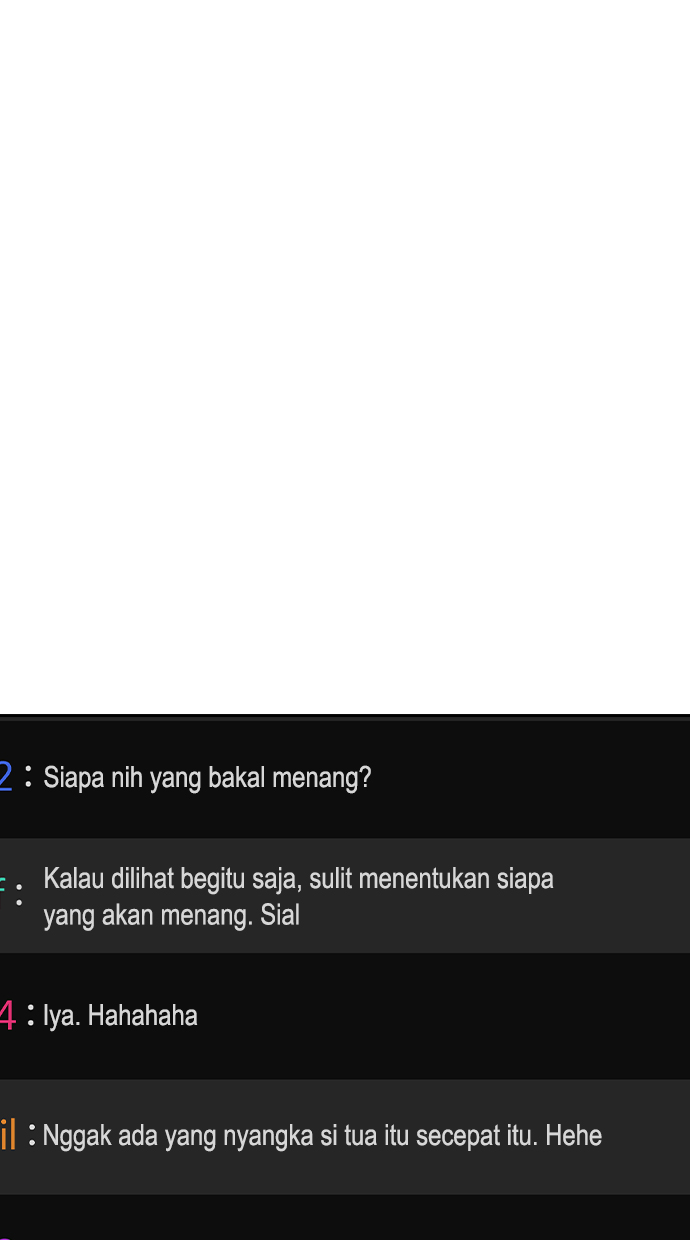 2 : Siapa nih yang bakal menang?
f : Kalau dilihat begitu saja, sulit menentukan siapa
yang akan menang. Sial
4 : Iya. Hahahaha
il : Nggak ada yang nyangka si tua itu secepat itu. Hehe